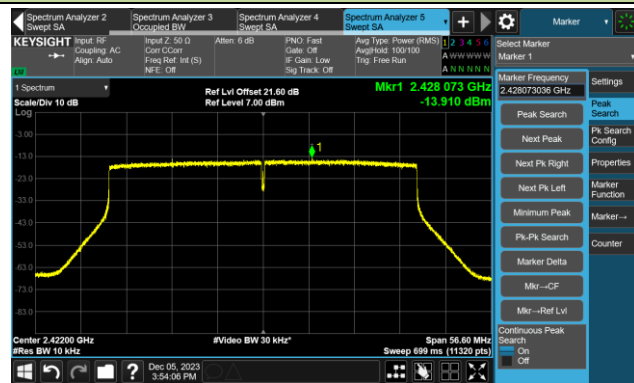 Spectrum Analyzer 2
Swept SA
Spectrum Analyzer 3
Occupied BW
Spectrum Analyzer 4
Swept SA
Spectrum Analyzer 5
Swept SA
Marker
KEYSIGHT
Input: RF
Coupling: AC
Align: Auto
Input Z: 50 Ω
Corr CCorr
Freq Ref: Int (S)
NFE: Off
Atten: 6 dB
PNO: Fast
Gate: Off
IF Gain: Low
Sig Track: Off
Avg Type: Power (RMS)
Avg|Hold: 100/100
Trig: Free Run
1 2 3 4 5 6
A W W W W W
A N N N N N
Select Marker
Marker 1
1 Spectrum
Scale/Div 10 dB
Log
Ref Lvl Offset 21.60 dB
Ref Level 7.00 dBm
Mkr1 2.428 073 GHz
-13.910 dBm
-3.00
-13.0
-23.0
-33.0
-43.0
-53.0
-63.0
-73.0
-83.0
1
Center 2.42200 GHz
#Res BW 10 kHz
#Video BW 30 kHz*
Span 56.60 MHz
Sweep 699 ms (11320 pts)
Marker Frequency
2.428073036 GHz
Peak Search
Next Peak
Next Pk Right
Next Pk Left
Minimum Peak
Pk-Pk Search
Marker Delta
Mkr→CF
Mkr→Ref Lvl
Continuous Peak
Search
On
Off
Settings
Peak
Search
Pk Search
Config
Properties
Marker
Function
Marker→
Counter
?
Dec 05, 2023
3:54:06 PM